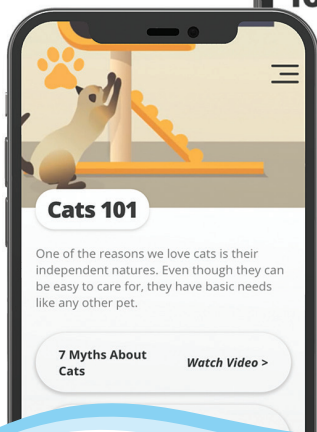 Cats 101
One of the reasons we love cats is their
independent natures. Even though they can
be easy to care for, they have basic needs
like any other pet.
7 Myths About
Cats
Watch Video >